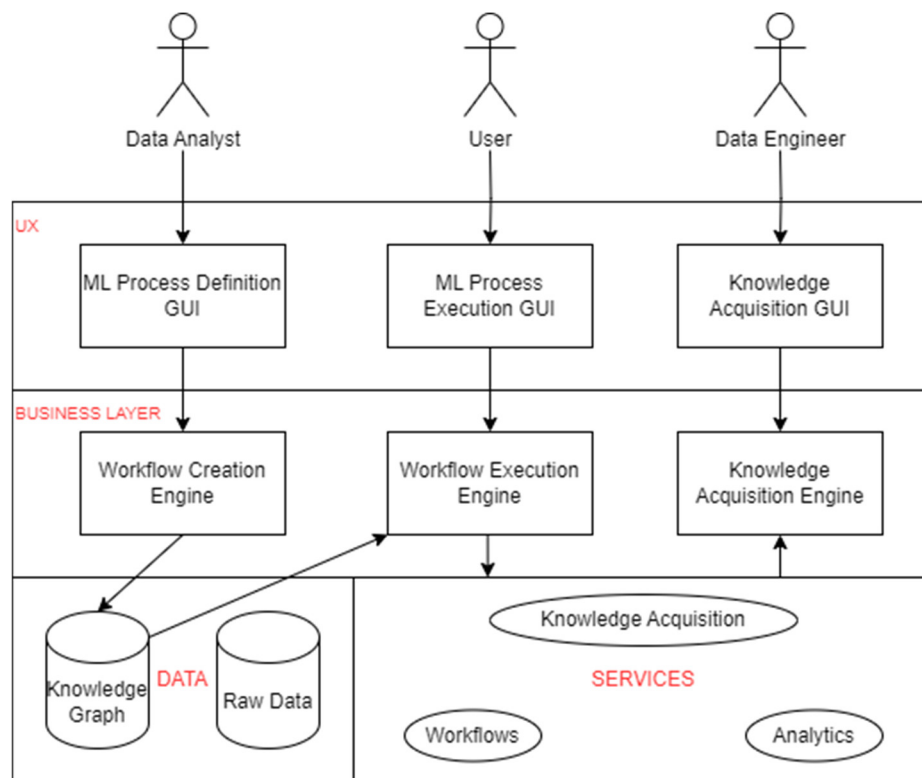 Data Analyst
User
Data Engineer
UX
ML Process Definition
GUI
ML Process
Execution GUI
Knowledge
Acquisition GUI
BUSINESS LAYER
Workflow Creation
Engine
Workflow Execution
Engine
Knowledge
Acquisition Engine
Knowledge
Graph
DATA
Raw Data
Knowledge Acquisition
SERVICES
Workflows
Analytics